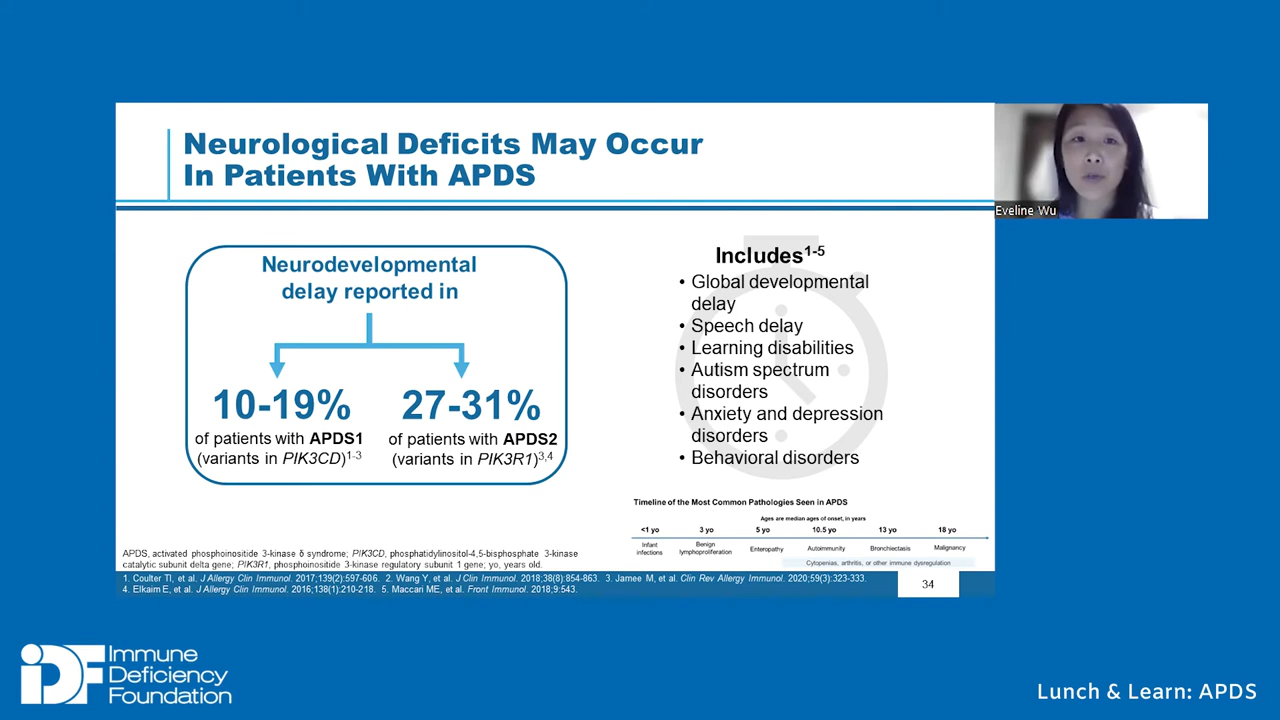 Neurological Deficits May Occur
In Patients With APDS
Eveline Wu
Neurodevelopmental
delay reported in
10-19%
of patients with APDS1
(variants in PIK3CD)1-3
27-31%
of patients with APDS2
(variants in PIK3R1)3,4
Includes1-5
• Global developmental
delay
• Speech delay
• Learning disabilities
• Autism spectrum
disorders
• Anxiety and depression
disorders
• Behavioral disorders
Timeline of the Most Common Pathologies Seen in APDS
Ages are median ages of onset, in years
<1 yo 3 yo 5 yo 10.5 yo 13 yo 18 yo
Infant
infections
Benign
lymphoproliferation
Enteropathy
Autoimmunity
Bronchiectasis
Malignancy
Cytopenias, arthritis, or other immune dysregulation
APDS, activated phosphoinositide 3-kinase δ syndrome; PIK3CD, phosphatidylinositol-4,5-bisphosphate 3-kinase
catalytic subunit delta gene; PIK3R1, phosphoinositide 3-kinase regulatory subunit 1 gene; yo, years old.
1. Coulter TI, et al. J Allergy Clin Immunol. 2017;139(2):597-606. 2. Wang Y, et al. J Clin Immunol. 2018;38(8):854-863. 3. Jamee M, et al. Clin Rev Allergy Immunol. 2020;59(3):323-333.
4. Elkaim E, et al. J Allergy Clin Immunol. 2016;138(1):210-218. 5. Maccari ME, et al. Front Immunol. 2018;9:543.
34
IDF
Immune
Deficiency
Foundation
Lunch & Learn: APDS